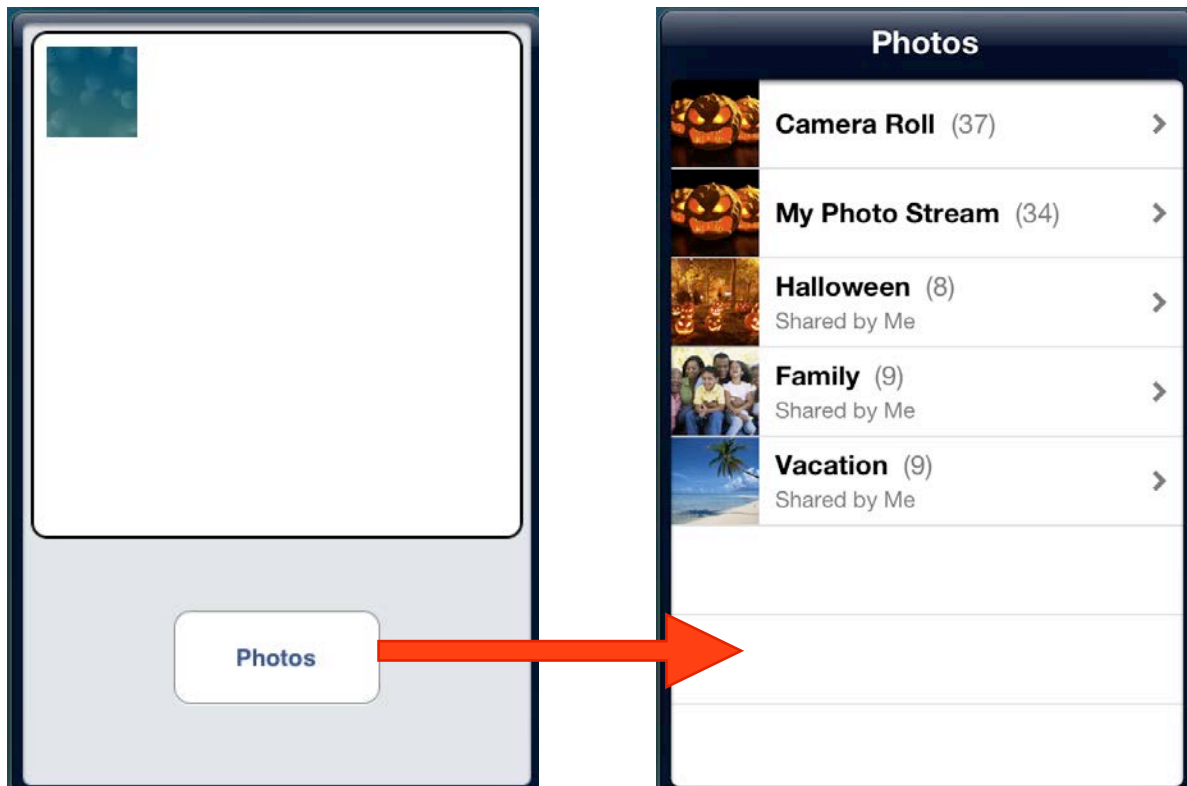 Photos
Photos
Camera Roll (37)
My Photo Stream (34)
Halloween (8)
Shared by Me
Family (9)
Shared by Me
Vacation (9)
Shared by Me